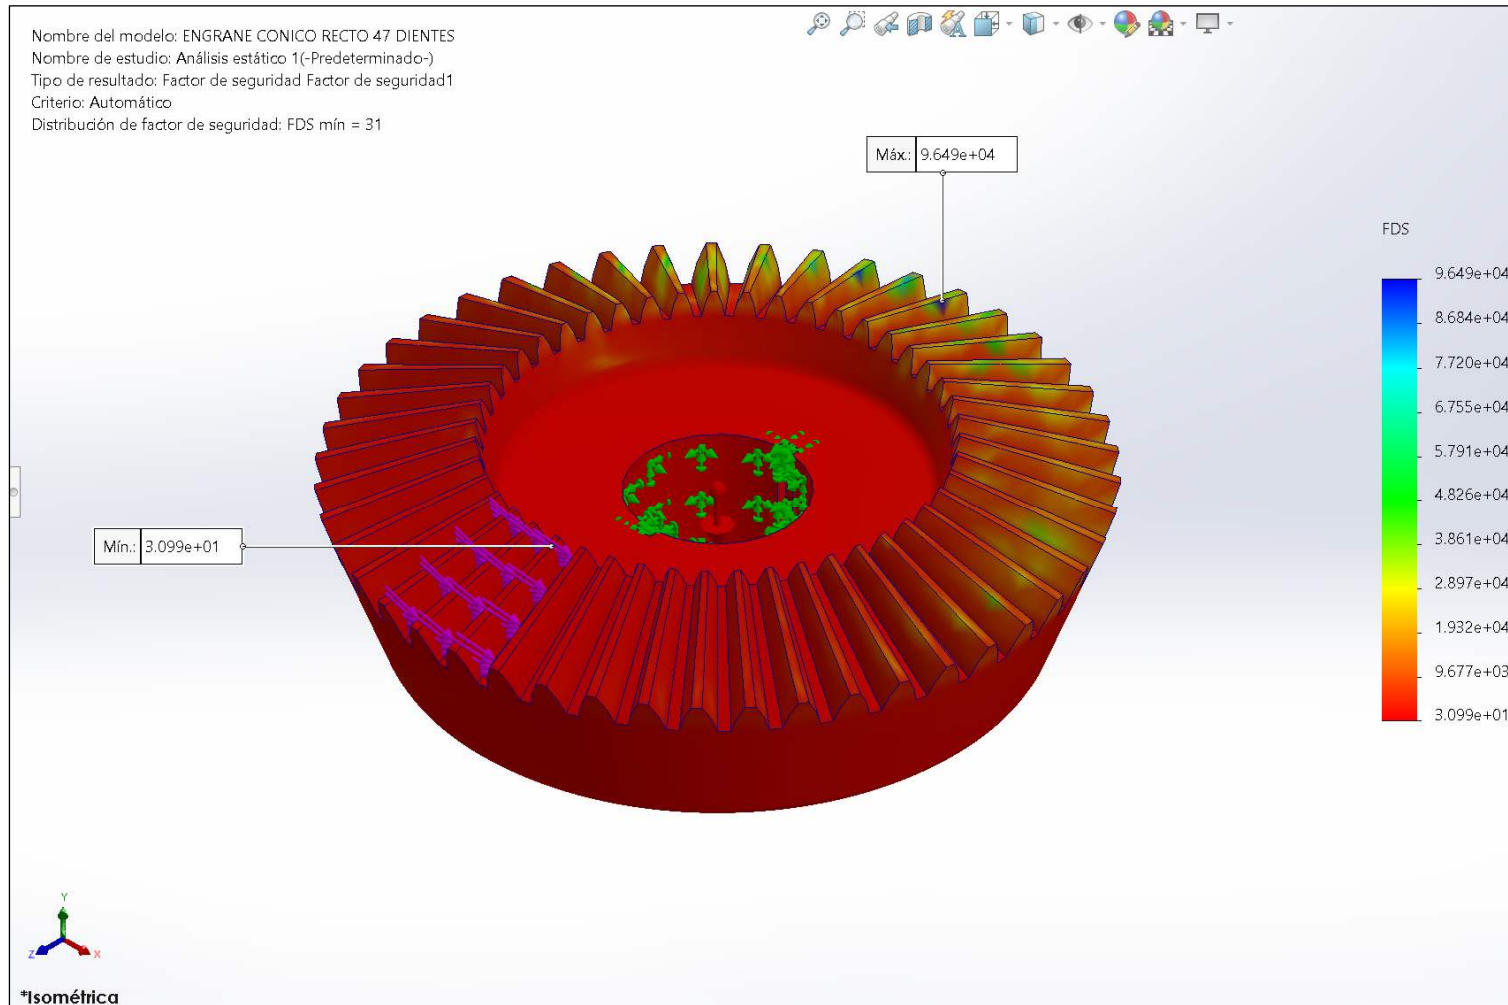 Nombre del modelo: ENGRANE CONICO RECTO 47 DIENTES
Nombre de estudio: Análisis estático 1(-Predeterminado-)
Tipo de resultado: Factor de seguridad Factor de seguridad1
Criterio: Automático
Distribución de factor de seguridad: FDS mín = 31
Máx.: 9.649e+04
FDS
9.649e+04
8.684e+04
7.720e+04
6.755e+04
5.791e+04
4.826e+04
3.861e+04
2.897e+04
1.932e+04
9.677e+03
3.099e+01
Mín.: 3.099e+01
Y
Z
X
*Isométrica